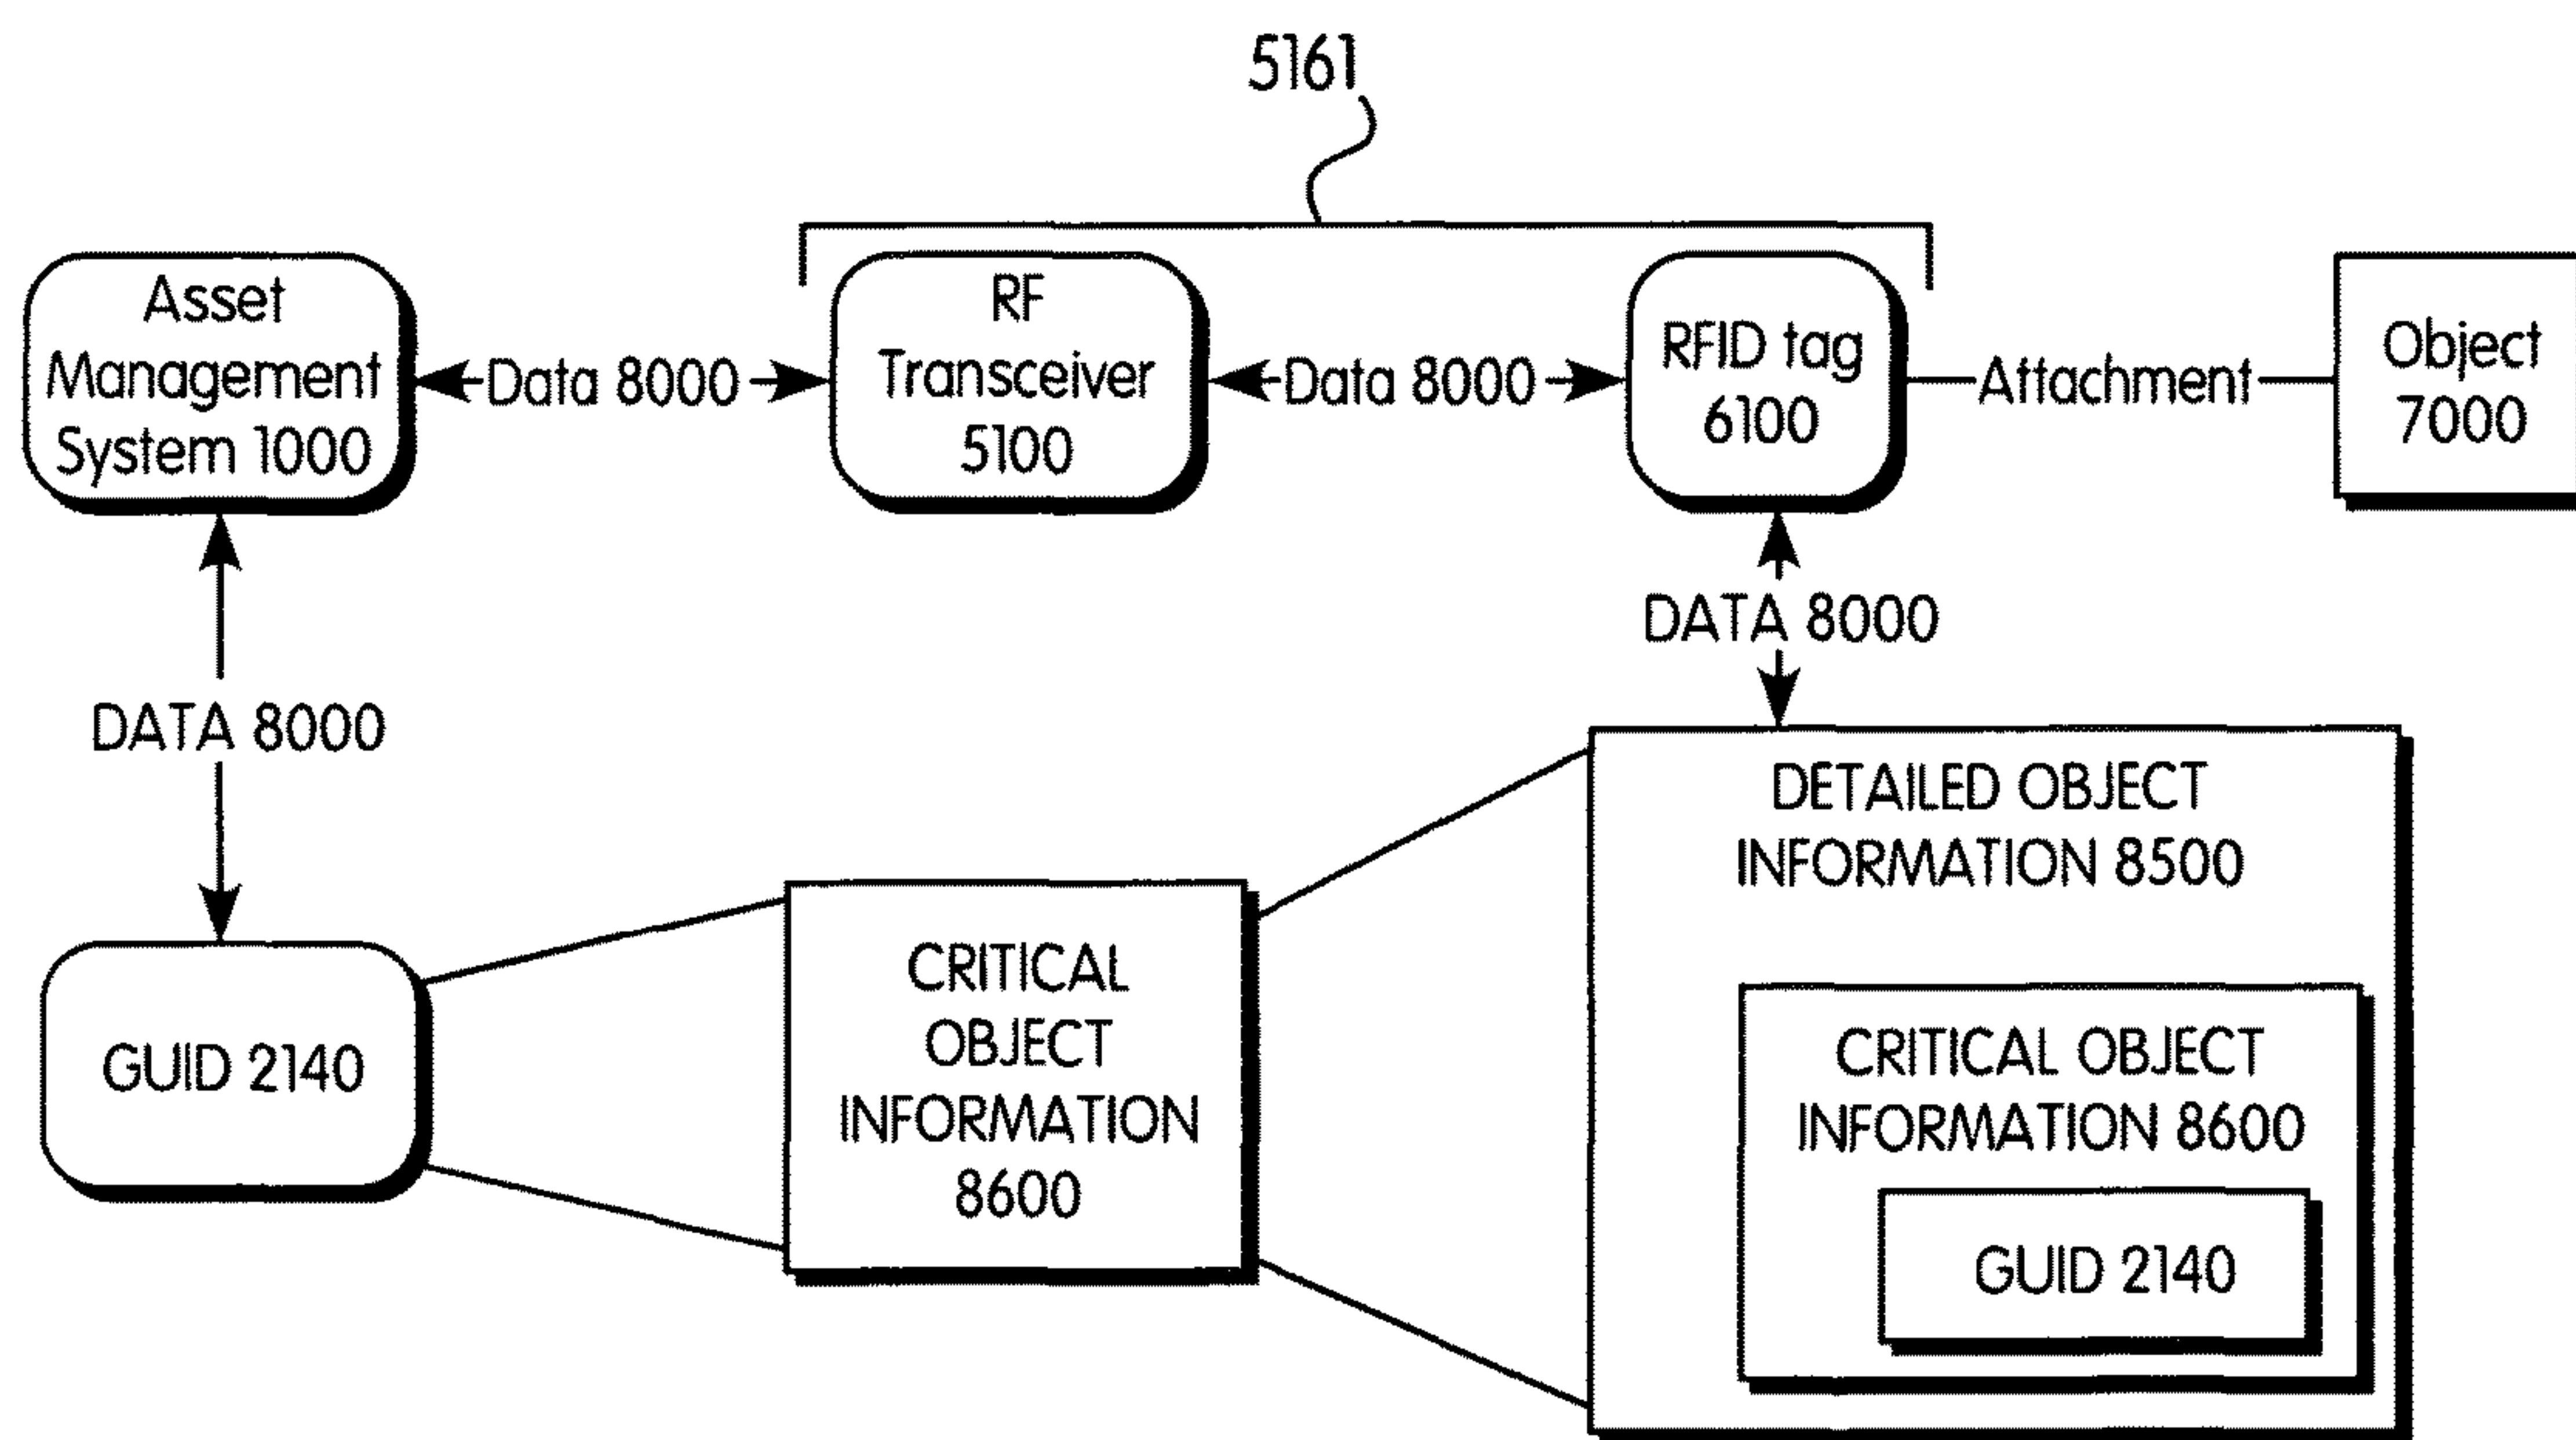 5161
Asset
Management
System 1000
Data 8000
RF
Transceiver
5100
Data 8000
RFID tag
6100
Attachment
Object
7000
DATA 8000
DATA 8000
GUID 2140
CRITICAL
OBJECT
INFORMATION
8600
DETAILED OBJECT
INFORMATION 8500
CRITICAL OBJECT
INFORMATION 8600
GUID 2140